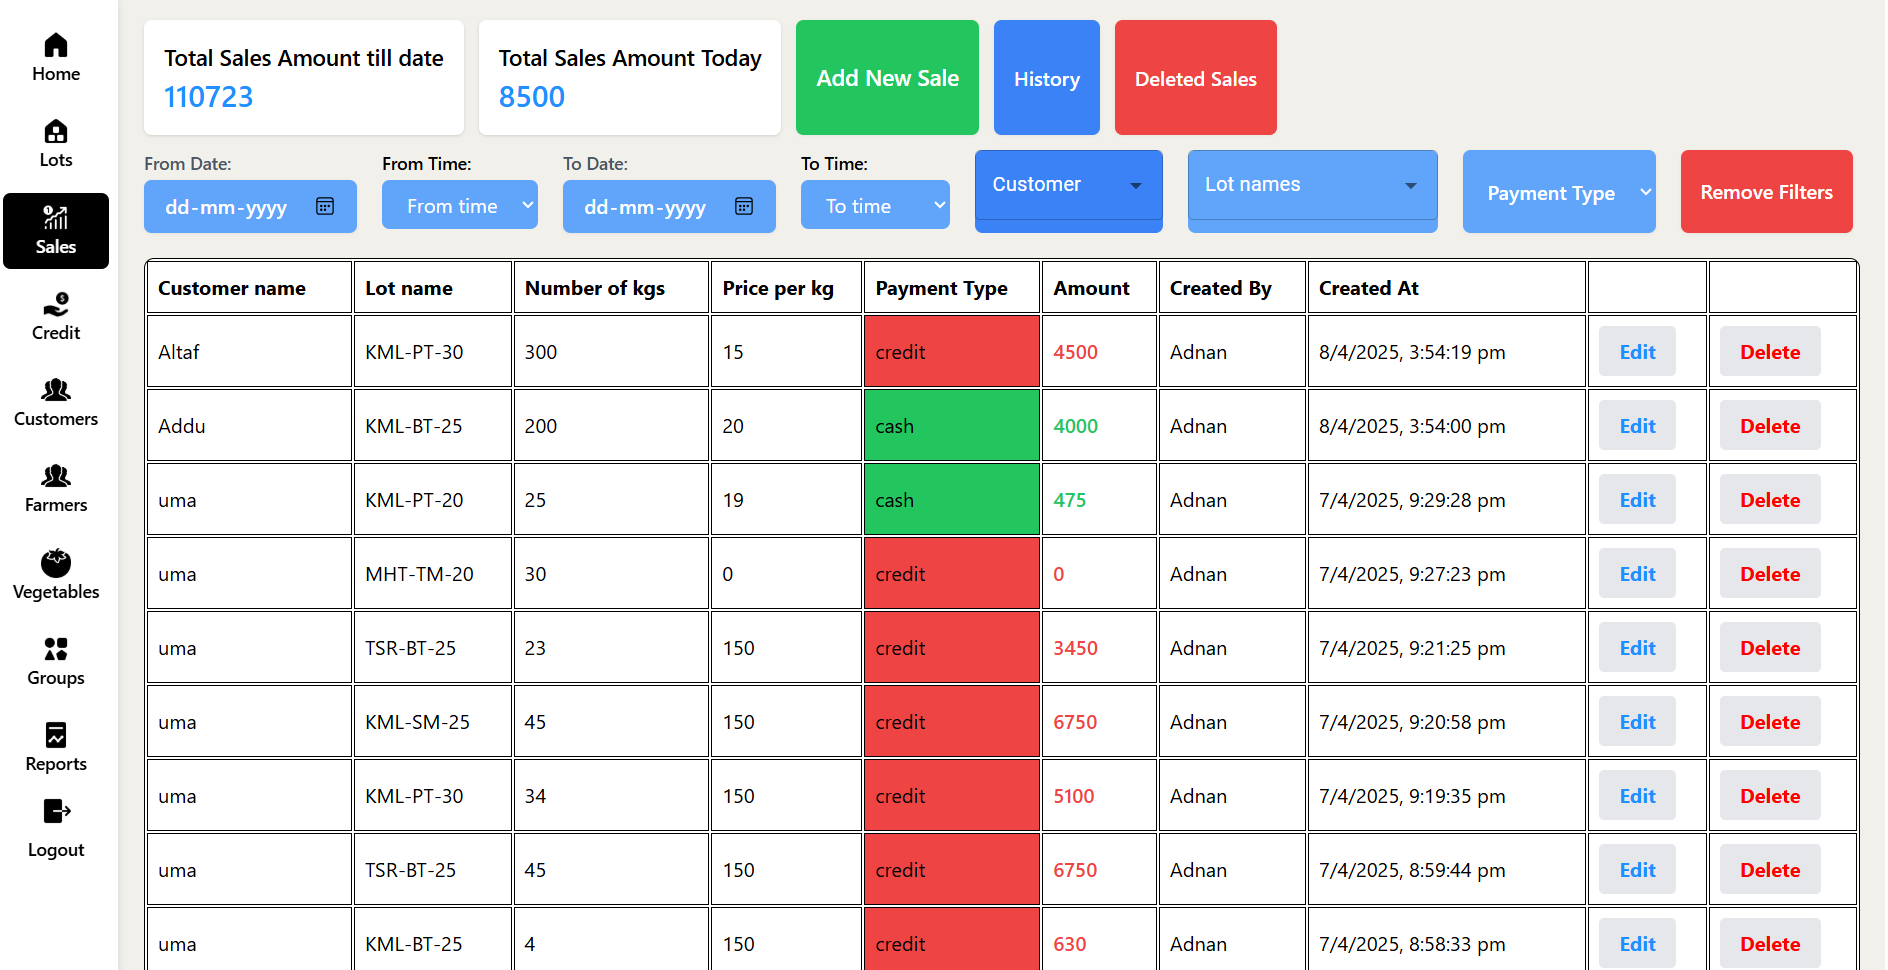 Home
Lots
Sales
Credit
Customers
Farmers
Vegetables
Groups
Reports
Logout
Total Sales Amount till date
110723
Total Sales Amount Today
8500
Add New Sale
History
Deleted Sales
From Date:
dd-mm-yyyy
From Time:
From time
To Date:
dd-mm-yyyy
To Time:
To time
Customer
Lot names
Payment Type
Remove Filters
Customer name Lot name Number of kgs Price per kg Payment Type Amount Created By Created At
Altaf KML-PT-30 300 15 credit 4500 Adnan 8/4/2025, 3:54:19 pm Edit Delete
Addu KML-BT-25 200 20 cash 4000 Adnan 8/4/2025, 3:54:00 pm Edit Delete
uma KML-PT-20 25 19 cash 475 Adnan 7/4/2025, 9:29:28 pm Edit Delete
uma MHT-TM-20 30 0 credit 0 Adnan 7/4/2025, 9:27:23 pm Edit Delete
uma TSR-BT-25 23 150 credit 3450 Adnan 7/4/2025, 9:21:25 pm Edit Delete
uma KML-SM-25 45 150 credit 6750 Adnan 7/4/2025, 9:20:58 pm Edit Delete
uma KML-PT-30 34 150 credit 5100 Adnan 7/4/2025, 9:19:35 pm Edit Delete
uma TSR-BT-25 45 150 credit 6750 Adnan 7/4/2025, 8:59:44 pm Edit Delete
uma KML-BT-25 4 150 credit 630 Adnan 7/4/2025, 8:58:33 pm Edit Delete